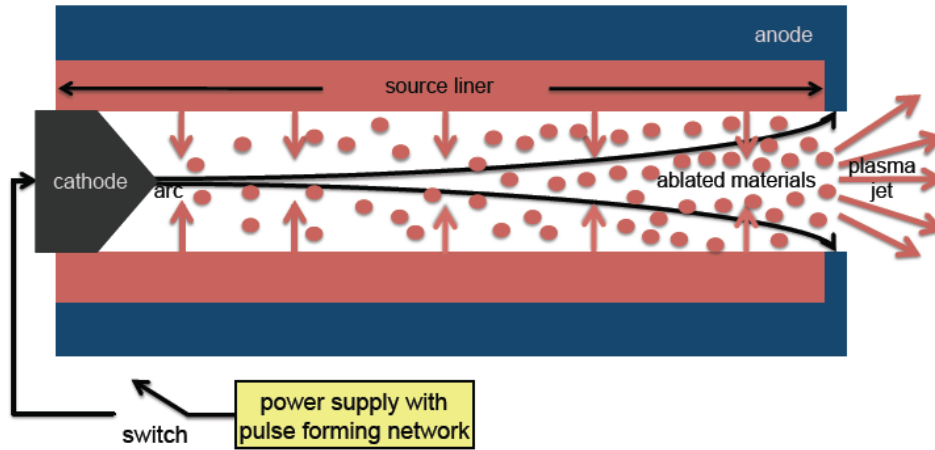 anode
source liner
cathode
arc
ablated materials
plasma
jet
switch
power supply with
pulse forming network